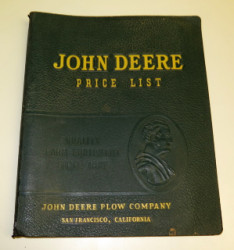 JOHN DEERE
PRICE LIST
JOHN DEERE PLOW COMPANY
SAN FRANCISCO, CALIFORNIA